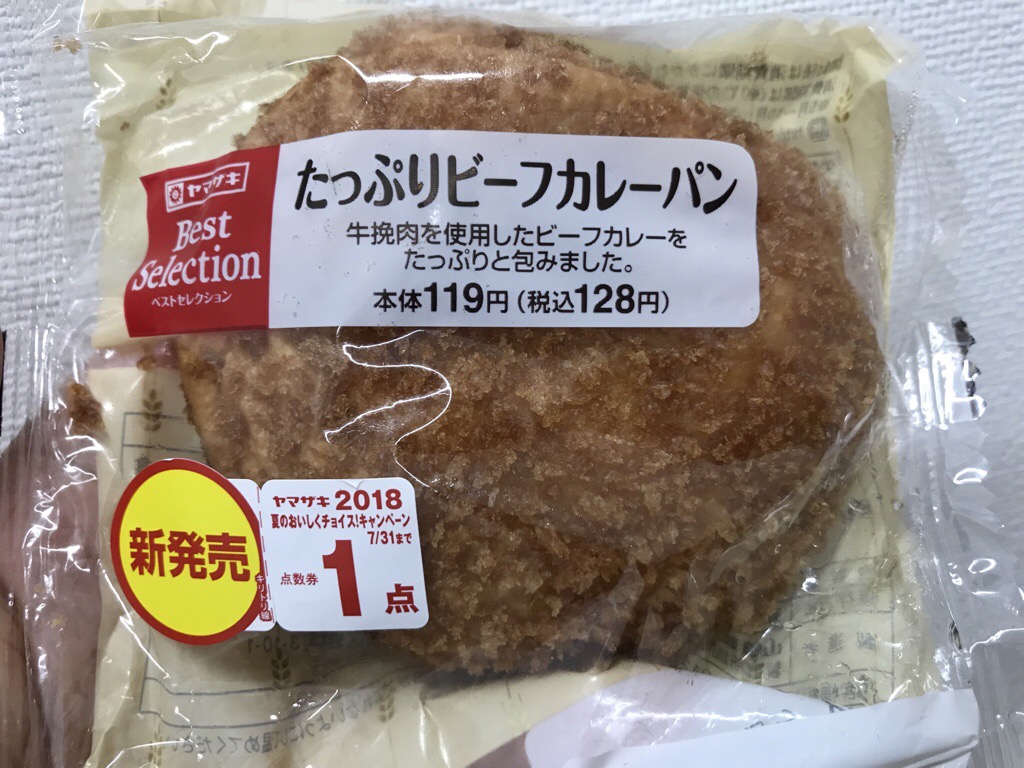 ヤマザキ
Best
Selection
ベストセレクション
たっぷりビーフカレーパン
牛挽肉を使用したビーフカレーを
たっぷりと包みました。
本体119円(税込128円)
新発売
キリトリ線
ヤマザキ 2018
夏のおいしくチョイス!キャンペーン
7/31まで
点数券 1 点